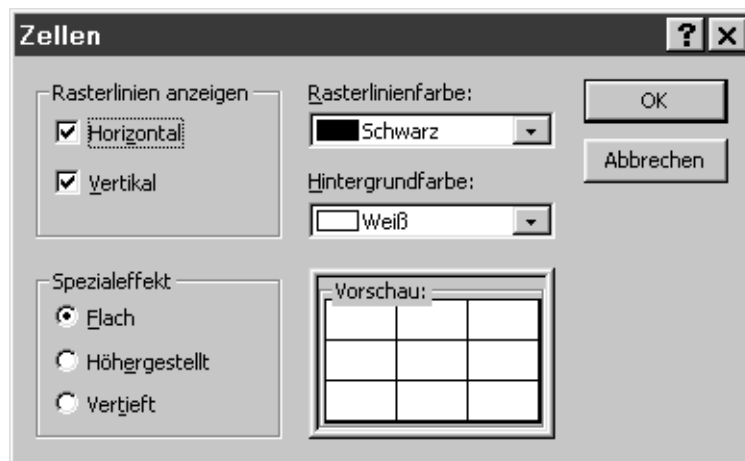 Zellen
Rasterlinien anzeigen
Horizontal
Vertikal
Rasterlinienfarbe:
Schwarz
Hintergrundfarbe:
Weiß
OK
Abbrechen
Spezialeffekt
Flach
Höhergestellt
Vertieft
Vorschau: